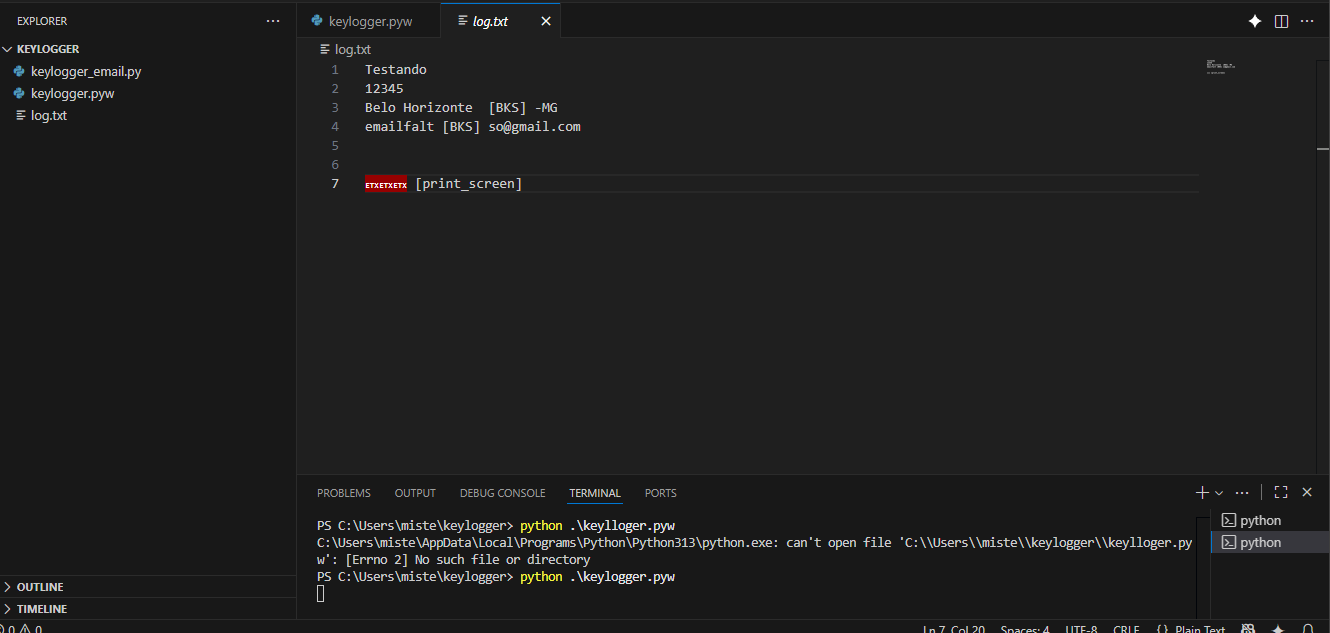 EXPLORER
KEYLOGGER
keylogger_email.py
keylogger.pyw
log.txt
OUTLINE
TIMELINE
keylogger.pyw
log.txt
log.txt
1 Testando
2 12345
3 Belo Horizonte  [BKS] -MG
4 emailfalt [BKS] so@gmail.com
5
6
7 ETXETXETX [print_screen]
PROBLEMS OUTPUT DEBUG CONSOLE TERMINAL PORTS
PS C:\Users\miste\keylogger> python .\keylloger.pyw
C:\Users\miste\AppData\Local\Programs\Python\Python313\python.exe: can't open file 'C:\\Users\\miste\\keylogger\\keylloger.py
w': [Errno 2] No such file or directory
PS C:\Users\miste\keylogger> python .\keylogger.pyw
python
python
0 0 Ln 7, Col 20 Spaces: 4 UTF-8 CRLF {} Plain Text